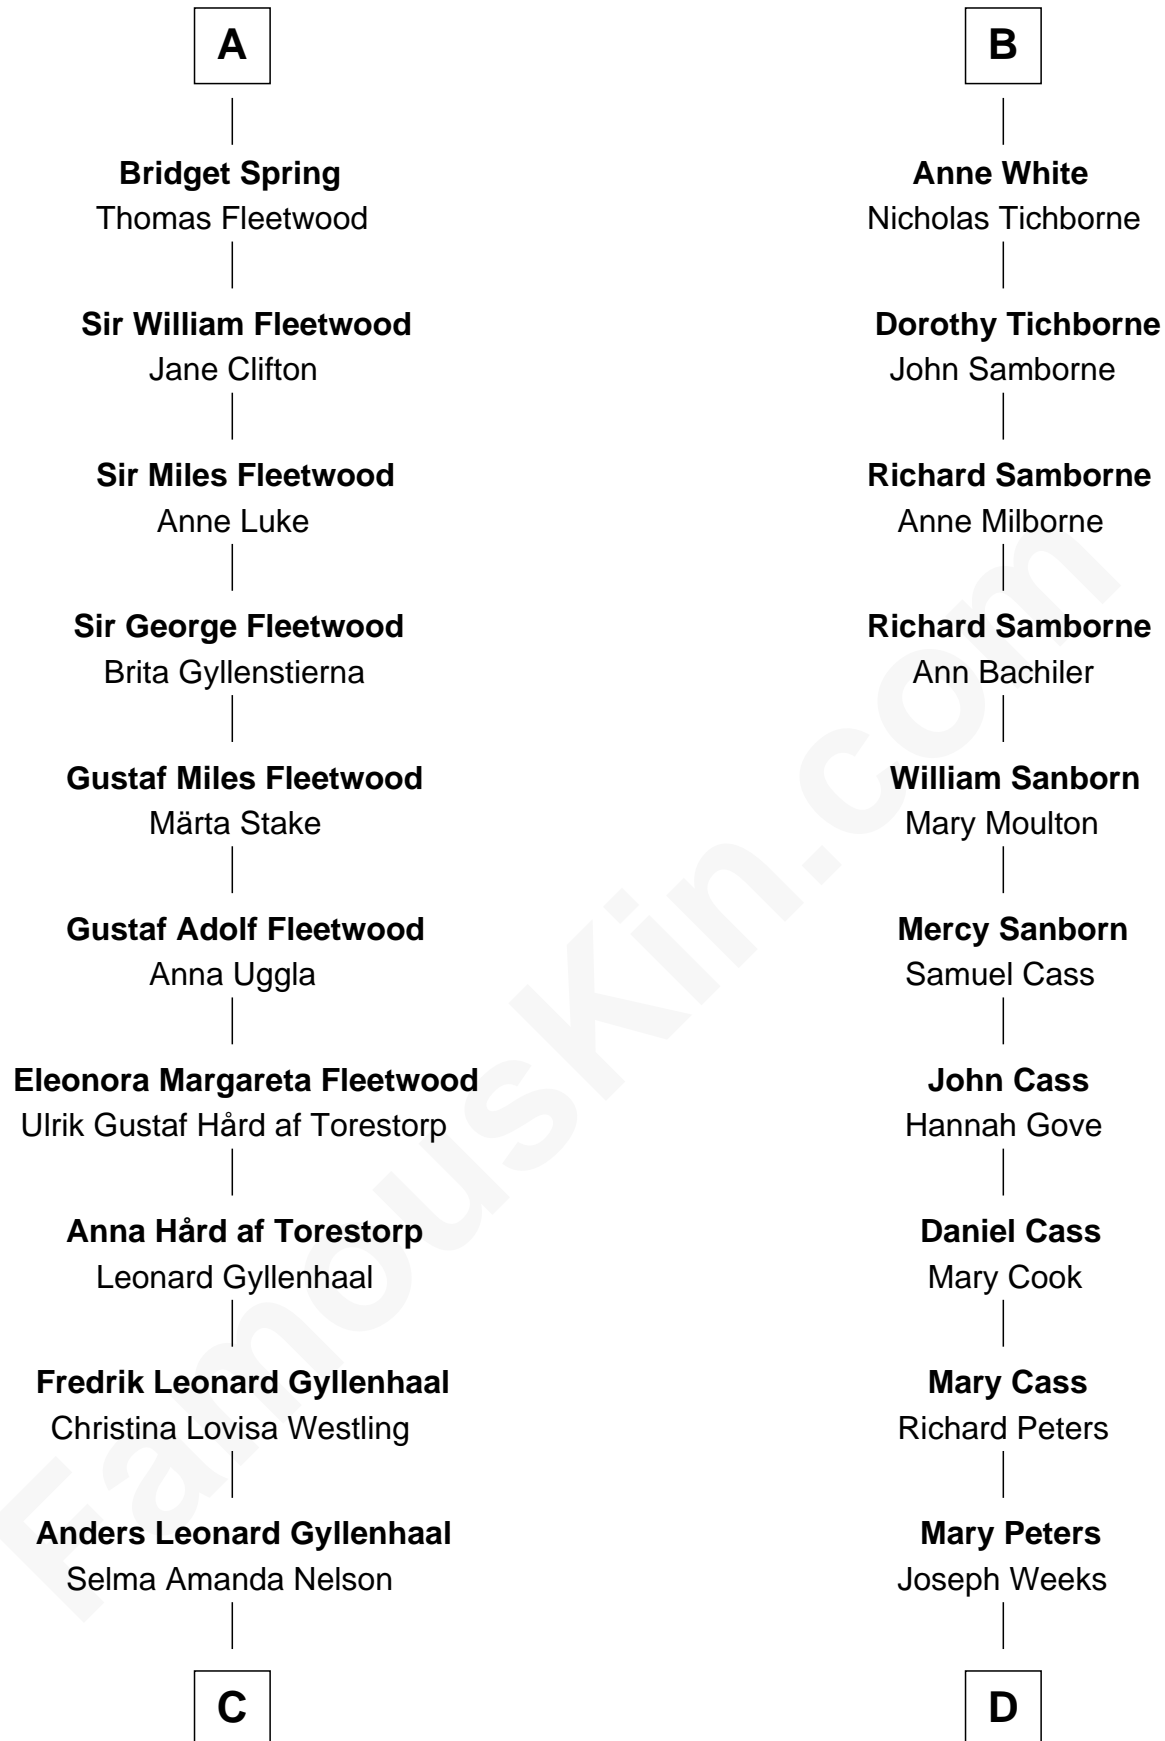 A
Bridget Spring
Thomas Fleetwood
Sir William Fleetwood
Jane Clifton
Sir Miles Fleetwood
Anne Luke
Sir George Fleetwood
Brita Gyllenstierna
Gustaf Miles Fleetwood
Märta Stake
Gustaf Adolf Fleetwood
Anna Uggla
Eleonora Margareta Fleetwood
Ulrik Gustaf Hård af Torestorp
Anna Hård af Torestorp
Leonard Gyllenhaal
Fredrik Leonard Gyllenhaal
Christina Lovisa Westling
Anders Leonard Gyllenhaal
Selma Amanda Nelson
C
B
Anne White
Nicholas Tichborne
Dorothy Tichborne
John Samborne
Richard Samborne
Anne Milborne
Richard Samborne
Ann Bachiler
William Sanborn
Mary Moulton
Mercy Sanborn
Samuel Cass
John Cass
Hannah Gove
Daniel Cass
Mary Cook
Mary Cass
Richard Peters
Mary Peters
Joseph Weeks
D
FamousKin.com